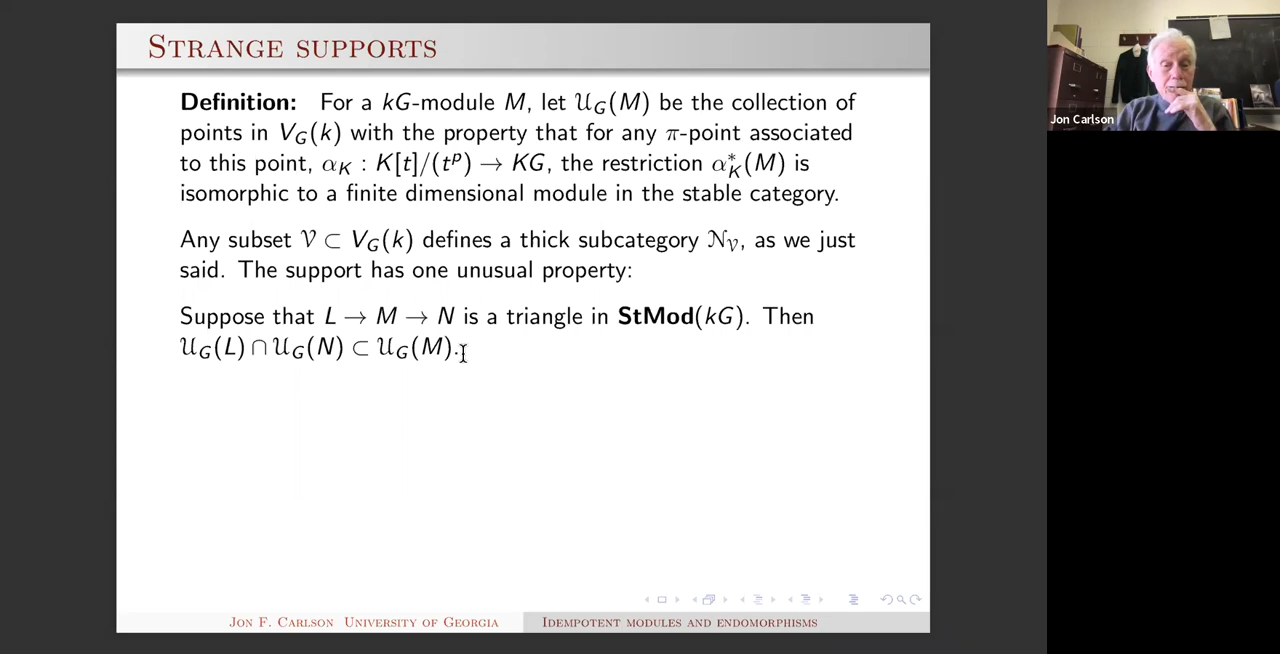 Strange supports
Definition: For a kG-module M, let 𝒰_G(M) be the collection of
points in V_G(k) with the property that for any π-point associated
to this point, α_K : K[t]/(t^p) → KG, the restriction α*_K(M) is
isomorphic to a finite dimensional module in the stable category.
Any subset 𝒱 ⊂ V_G(k) defines a thick subcategory 𝒩_𝒱, as we just
said. The support has one unusual property:
Suppose that L → M → N is a triangle in StMod(kG). Then
𝒰_G(L) ∩ 𝒰_G(N) ⊂ 𝒰_G(M).
Jon F. Carlson University of Georgia
Idempotent modules and endomorphisms
Jon Carlson